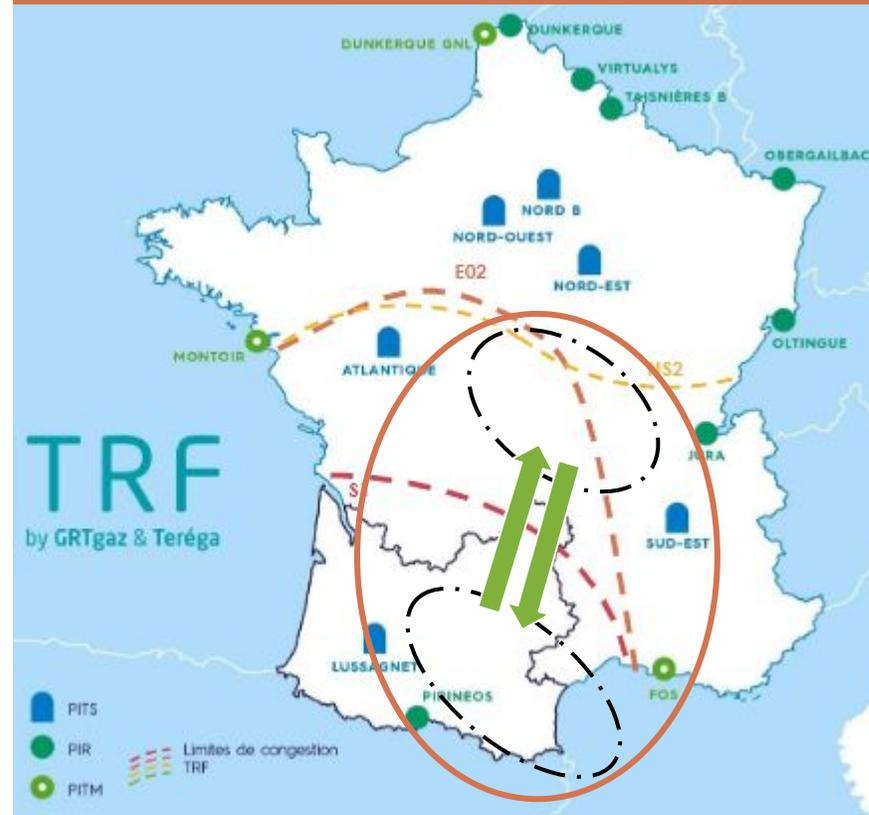 DUNKERQUE
DUNKERQUE GNL
VIRTUALYS
TAISNIÈRES B
OBERGAILBAC
NORD B
NORD-OUEST
NORD-EST
E02
MONTOIR
ATLANTIQUE
OLTINGUE
NS2
JURA
TRF
by GRTgaz & Teréga
SUD-EST
LUSSAGNET
PIRINEOS
FOS
PITS
PIR
PITM
Limites de congestion
TRF